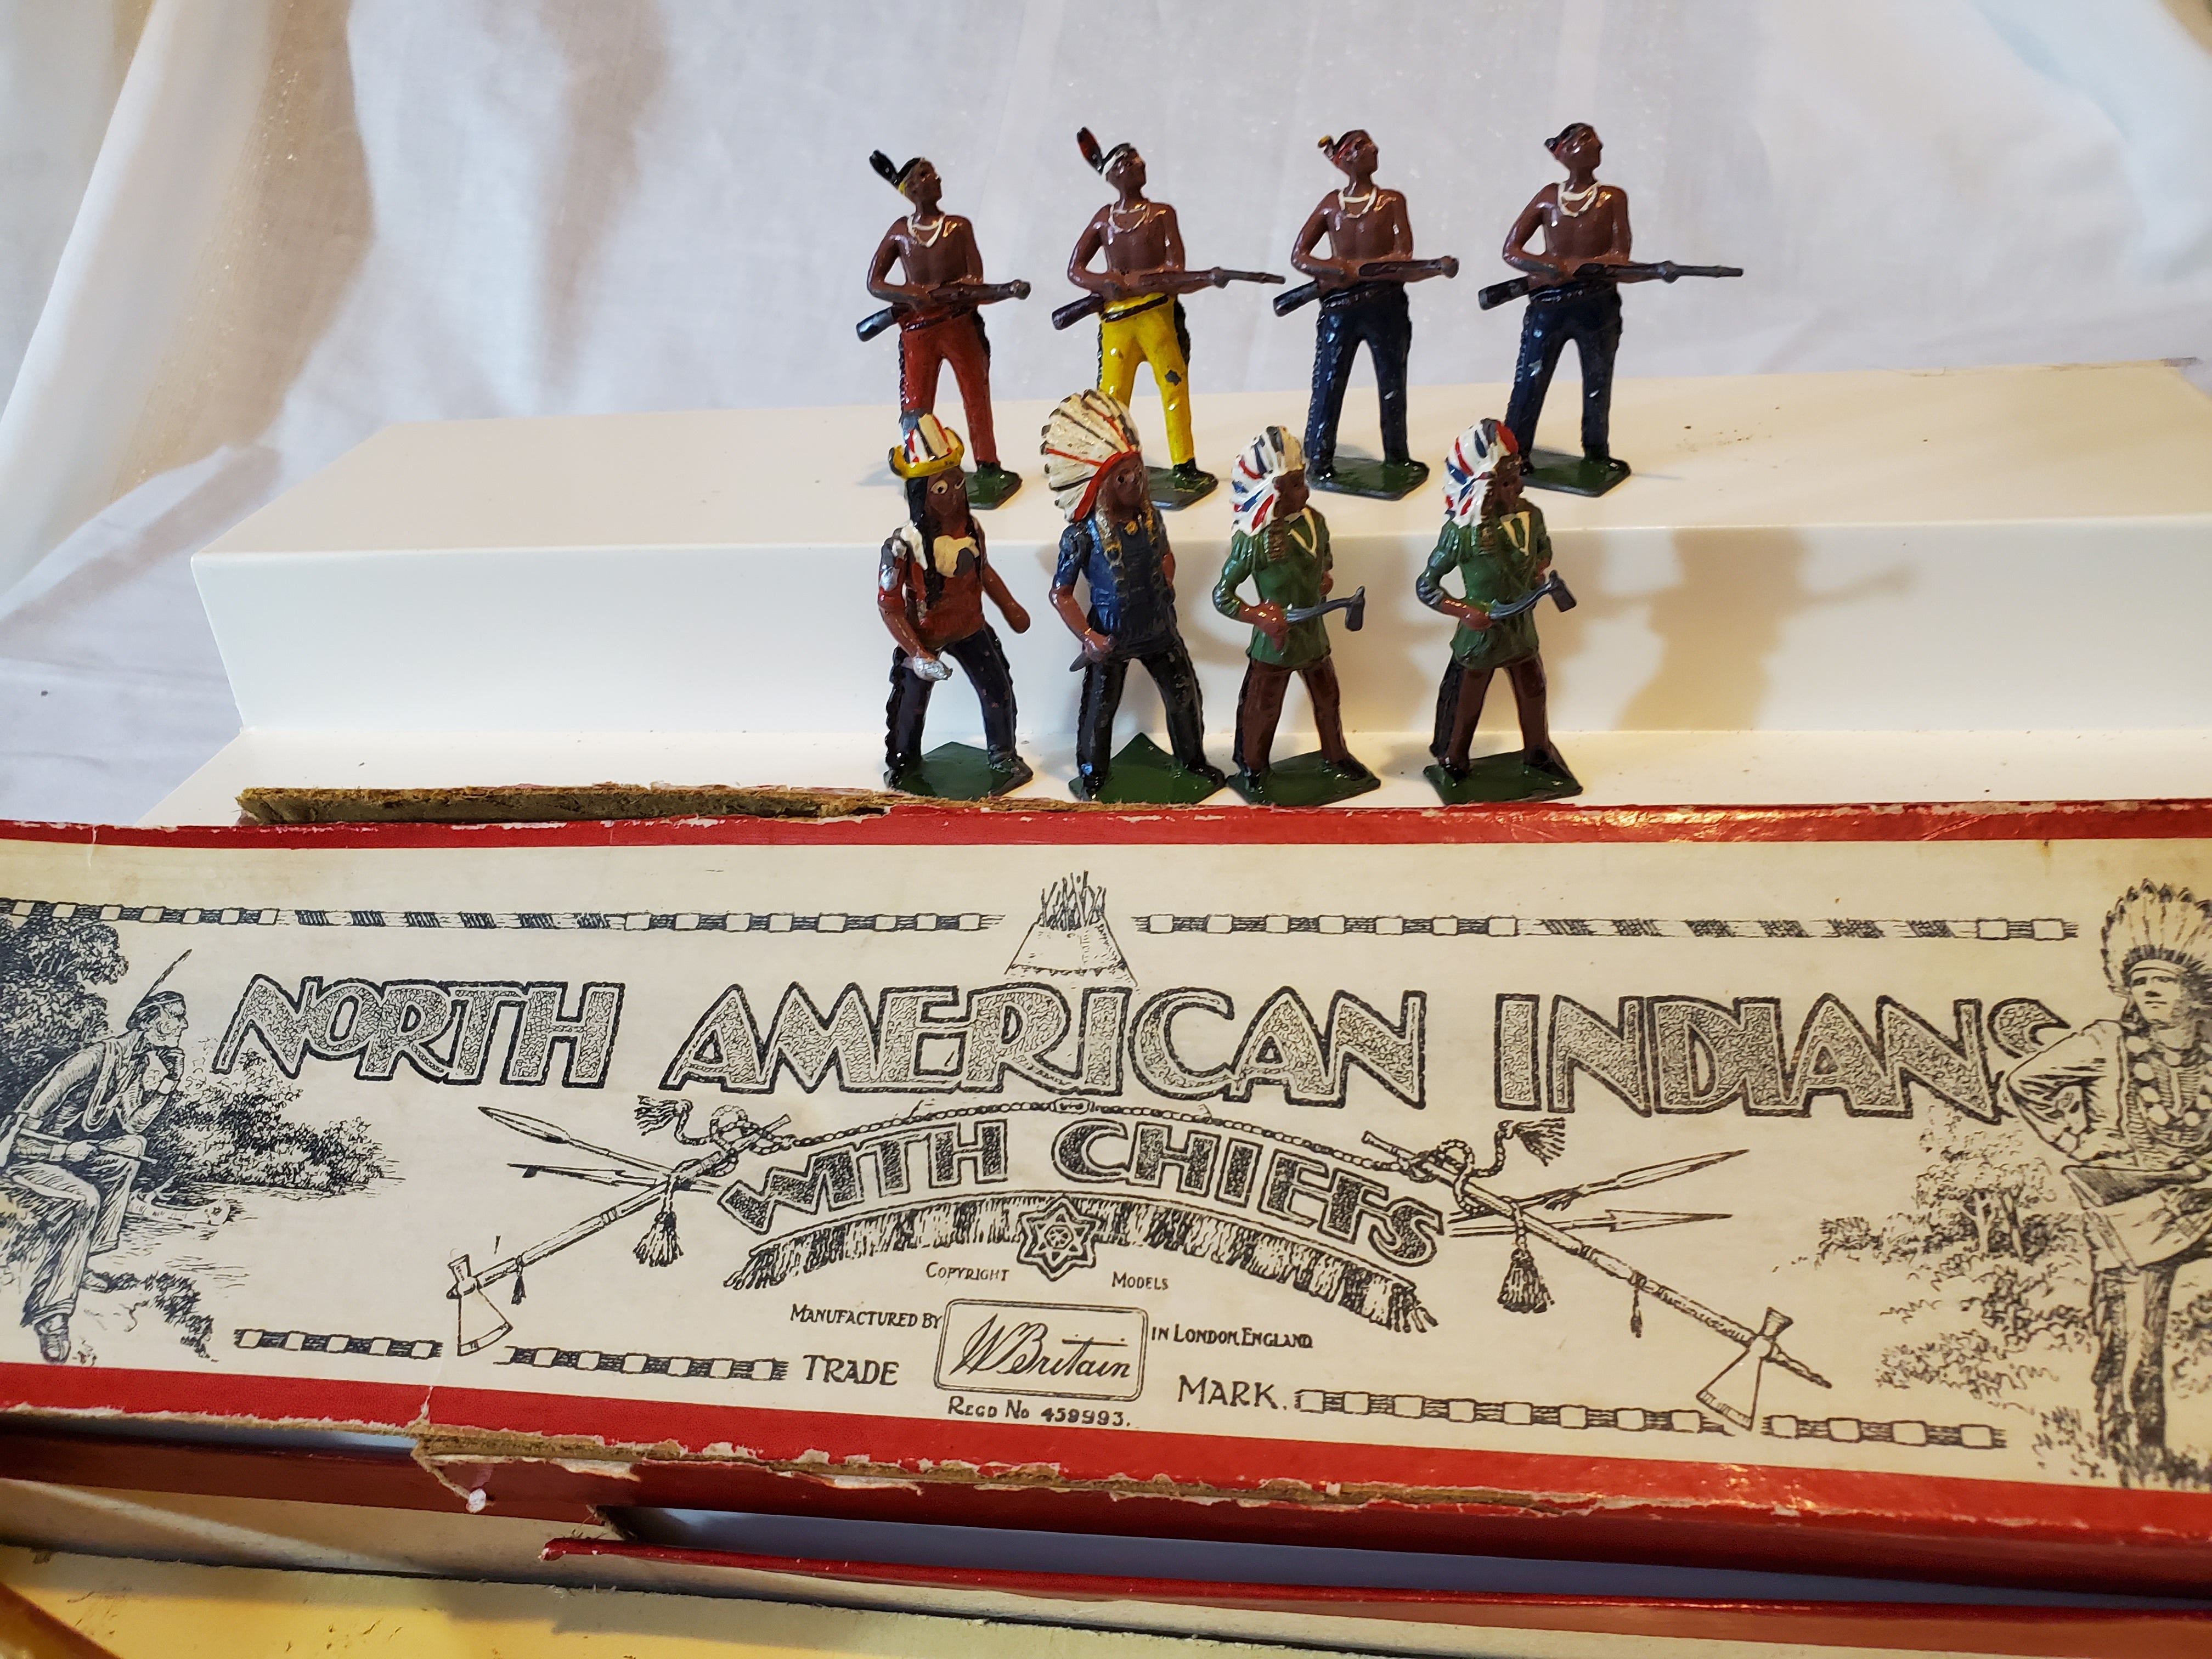 NORTH AMERICAN INDIANS
WITH CHIEFS
COPYRIGHT MODELS
MANUFACTURED BY W Britain IN LONDON, ENGLAND
TRADE MARK.
REGD No 459993.